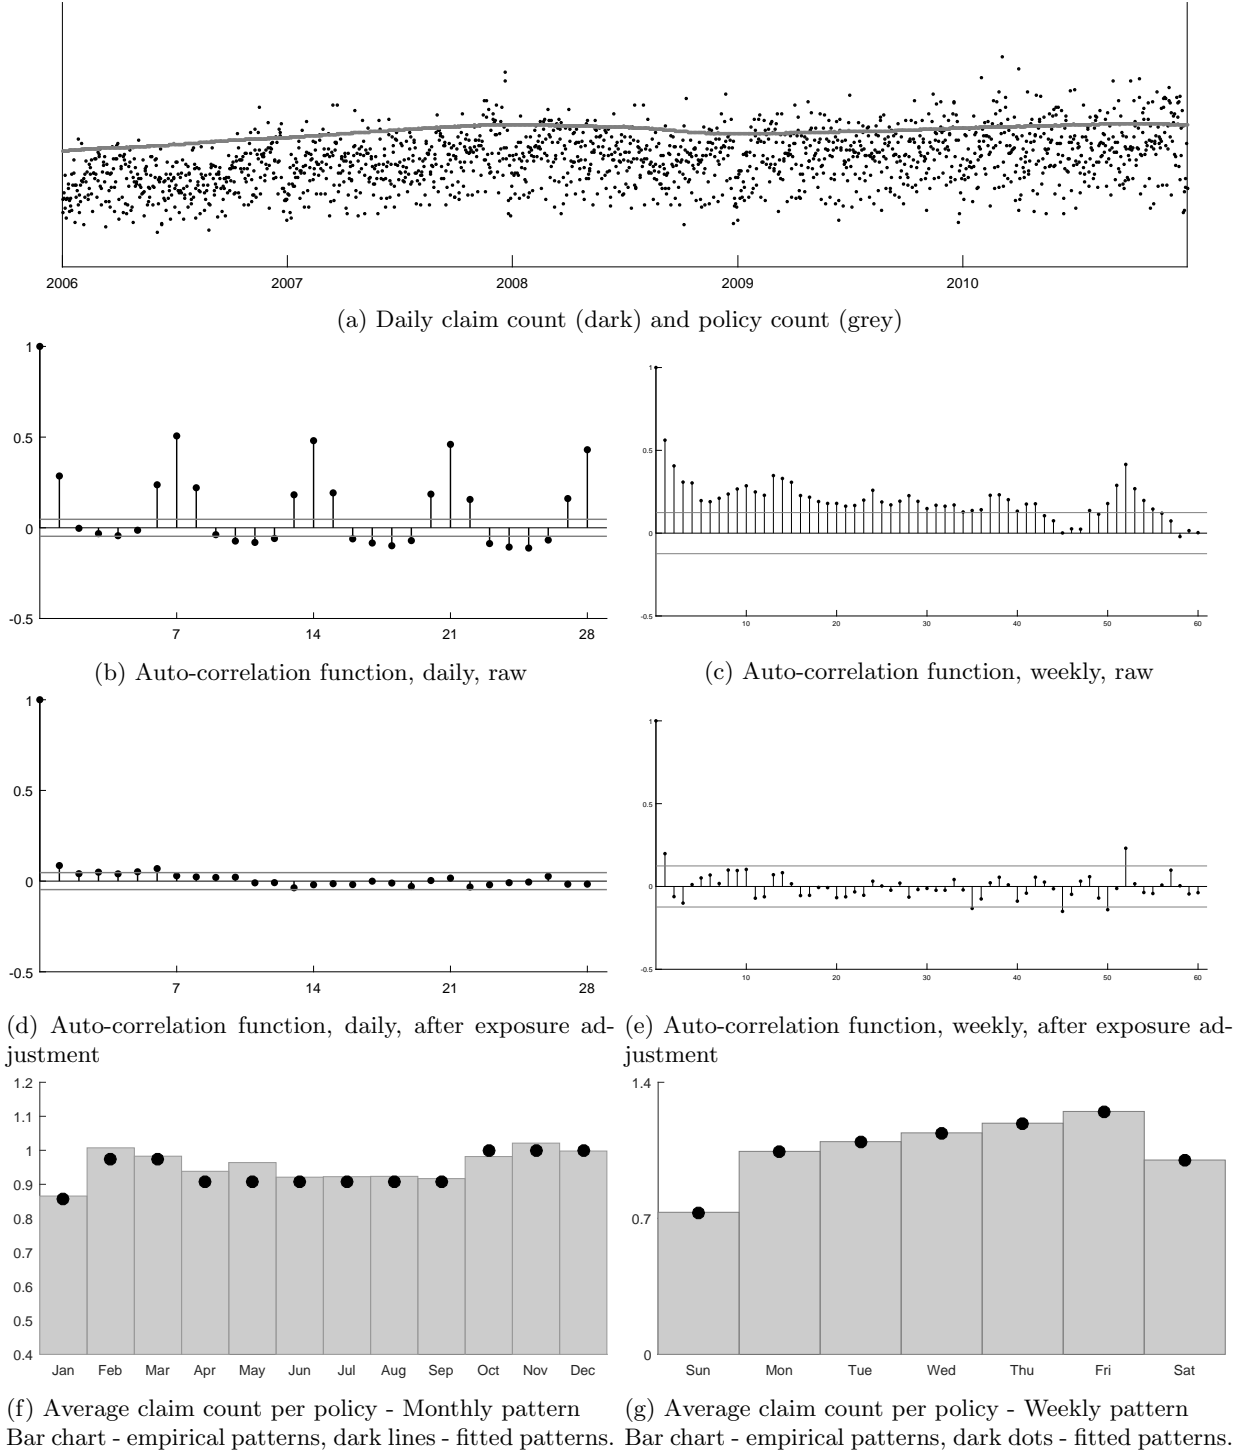 2006 2007 2008 2009 2010
(a) Daily claim count (dark) and policy count (grey)
1
0.5
0
-0.5
7 14 21 28
(b) Auto-correlation function, daily, raw
1
0.5
0
-0.5
10 20 30 40 50 60
(c) Auto-correlation function, weekly, raw
1
0.5
0
-0.5
7 14 21 28
(d) Auto-correlation function, daily, after exposure ad-
justment
1
0.5
0
-0.5
10 20 30 40 50 60
(e) Auto-correlation function, weekly, after exposure ad-
justment
1.2
1.1
1
0.9
0.8
0.7
0.6
0.5
0.4
Jan Feb Mar Apr May Jun Jul Aug Sep Oct Nov Dec
(f) Average claim count per policy - Monthly pattern
Bar chart - empirical patterns, dark lines - fitted patterns.
1.4
0.7
0
Sun Mon Tue Wed Thu Fri Sat
(g) Average claim count per policy - Weekly pattern
Bar chart - empirical patterns, dark dots - fitted patterns.